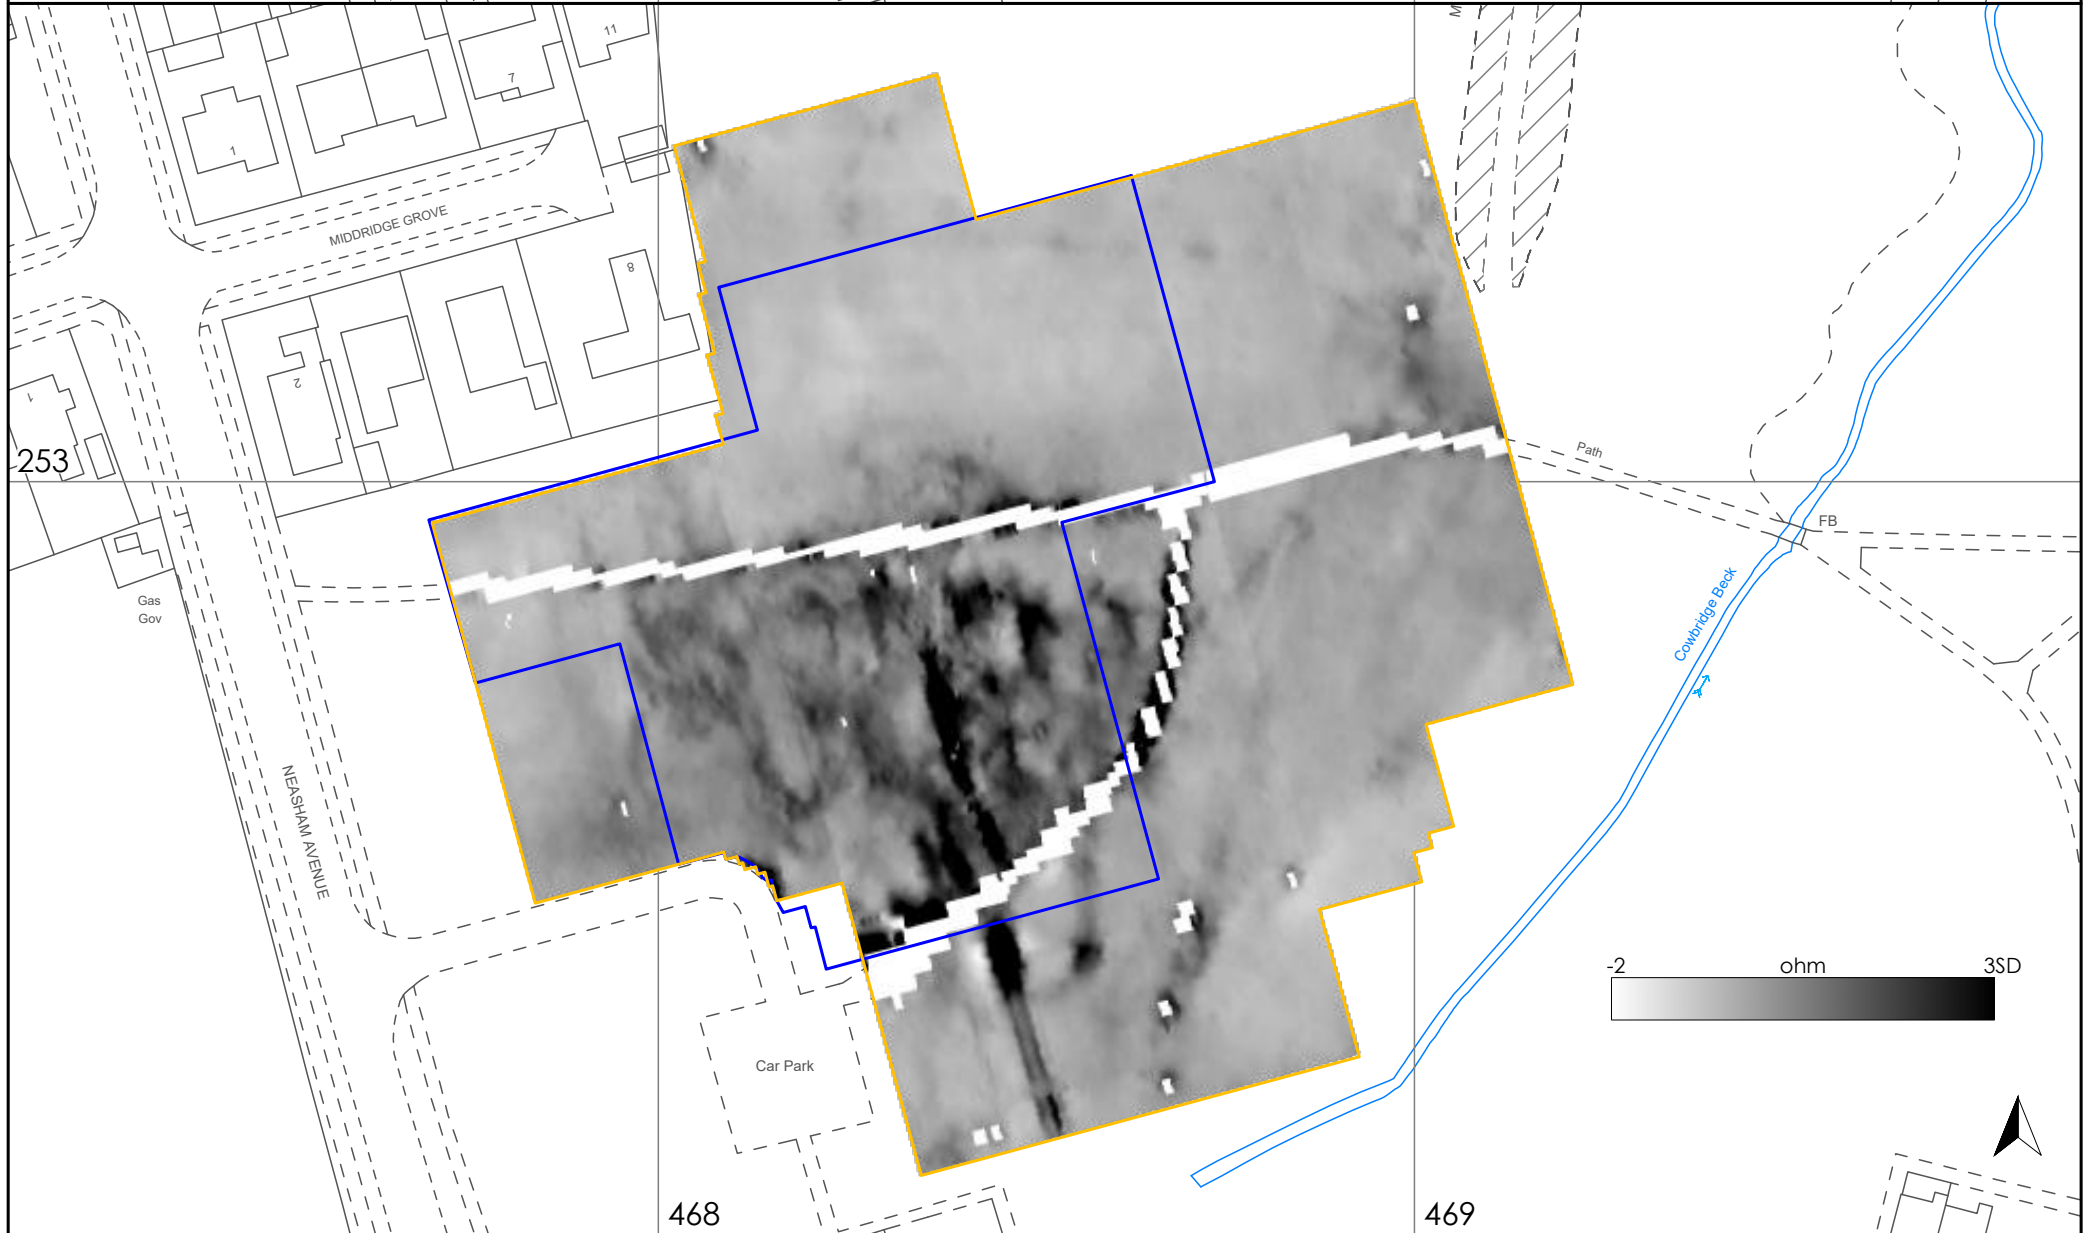 11
7
1
MIDDRIDGE GROVE
8
2
1
253
Path
FB
Gas
Gov
Cowbridge Beck
NEASHAM AVENUE
-2 ohm 3SD
Car Park
468
469